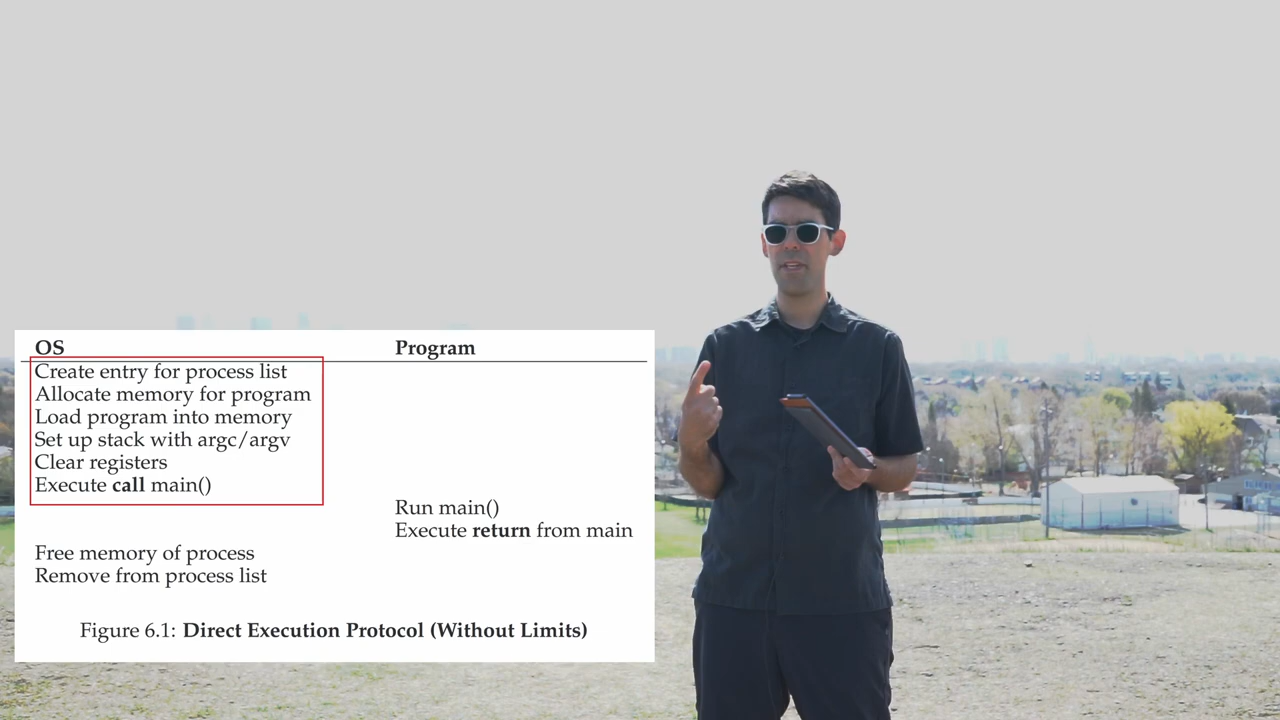 OS Program
Create entry for process list
Allocate memory for program
Load program into memory
Set up stack with argc/argv
Clear registers
Execute call main()
Run main()
Execute return from main
Free memory of process
Remove from process list
Figure 6.1: Direct Execution Protocol (Without Limits)